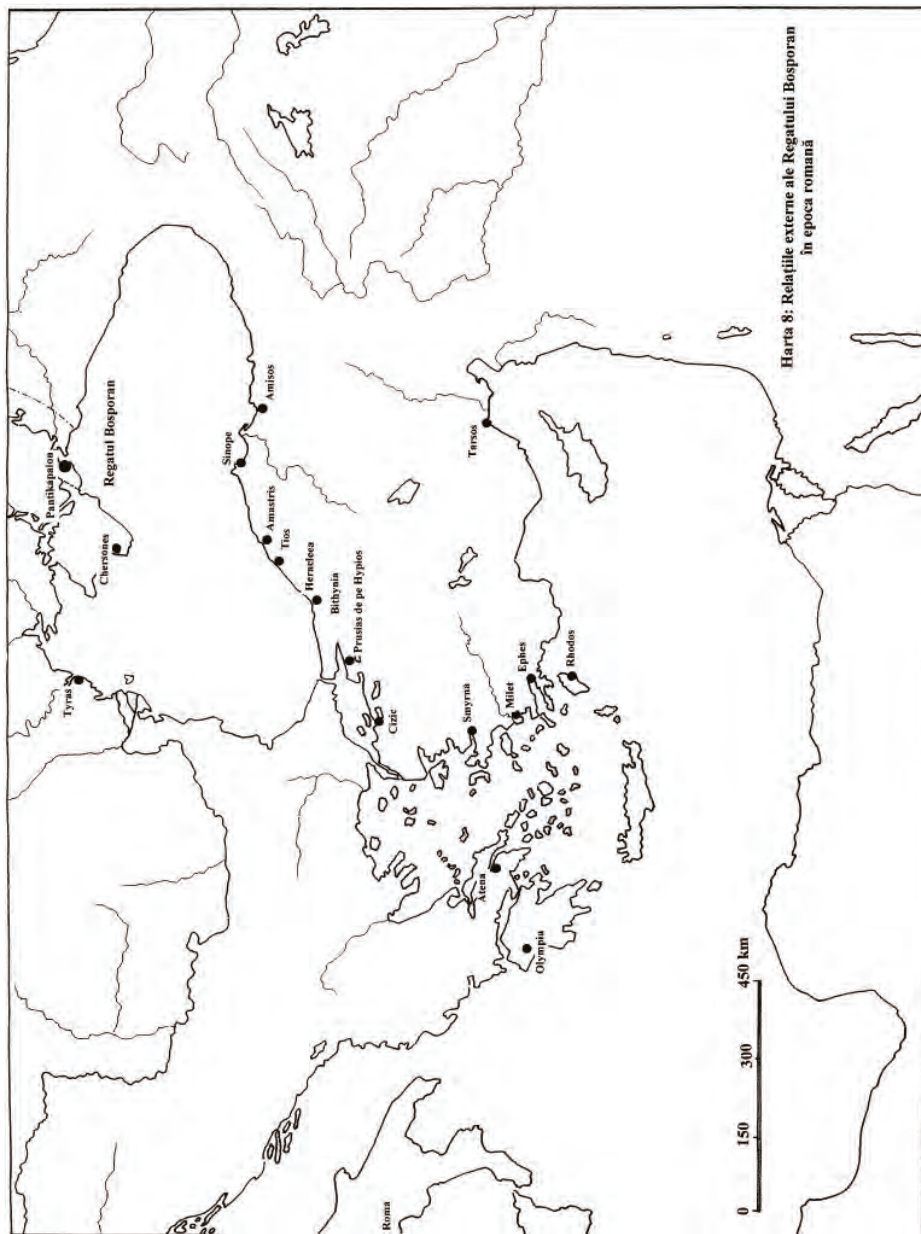 Pantikapaion
Regatul Bosporan
Chersones
Tyras
Sinope
Amisos
Amastris
Tios
Heracleea
Bithynia
Prusias de pe Hypios
Cizic
Smyrna
Milet
Ephes
Rhodos
Tarsos
Atena
Olympia
Roma
0 150 300 450 km
Harta 8: Relațiile externe ale Regatului Bosporan
în epoca romană